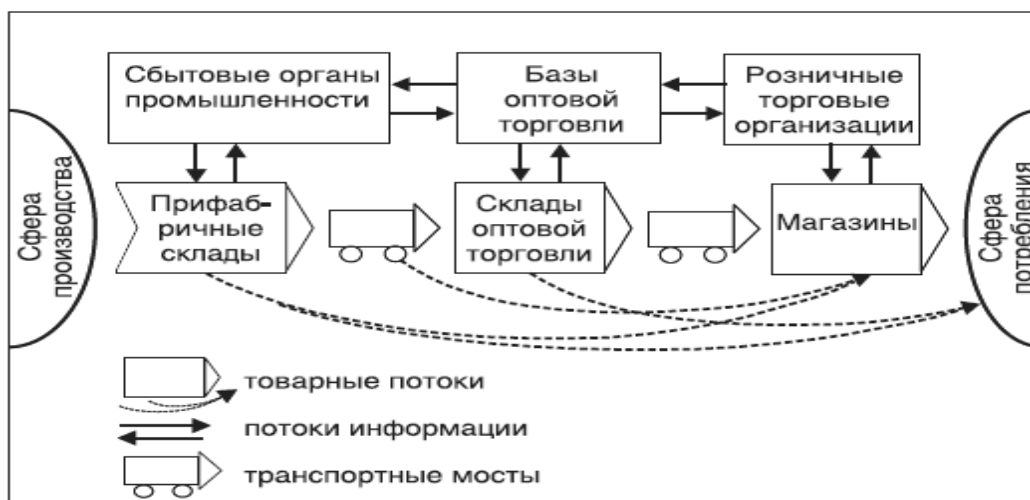 Сбытовые органы
промышленности
Базы
оптовой
торговли
Розничные
торговые
организации
Сфера
производства
Прифаб-
ричные
склады
Склады
оптовой
торговли
Магазины
Сфера
потребления
товарные потоки
потоки информации
транспортные мосты